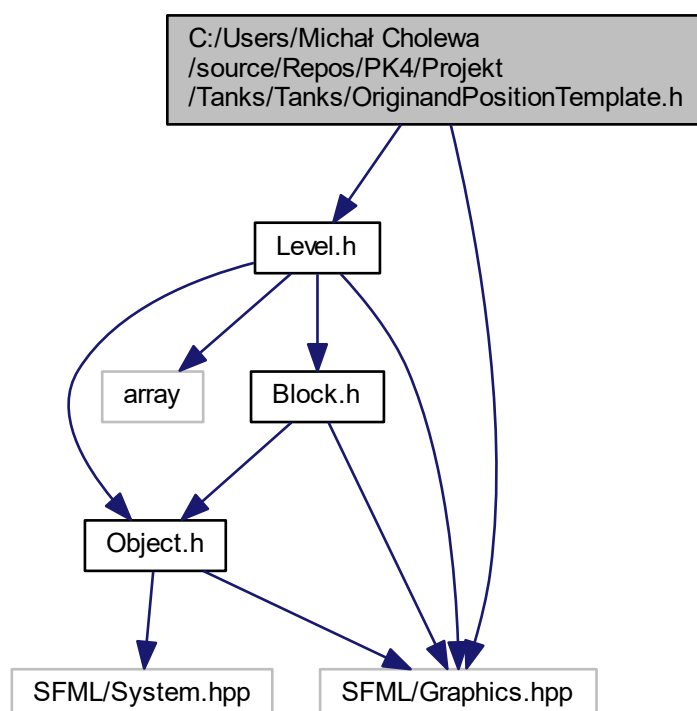 C:/Users/Michał Cholewa
/source/Repos/PK4/Projekt
/Tanks/Tanks/OriginandPositionTemplate.h
Level.h
array
Block.h
Object.h
SFML/System.hpp
SFML/Graphics.hpp